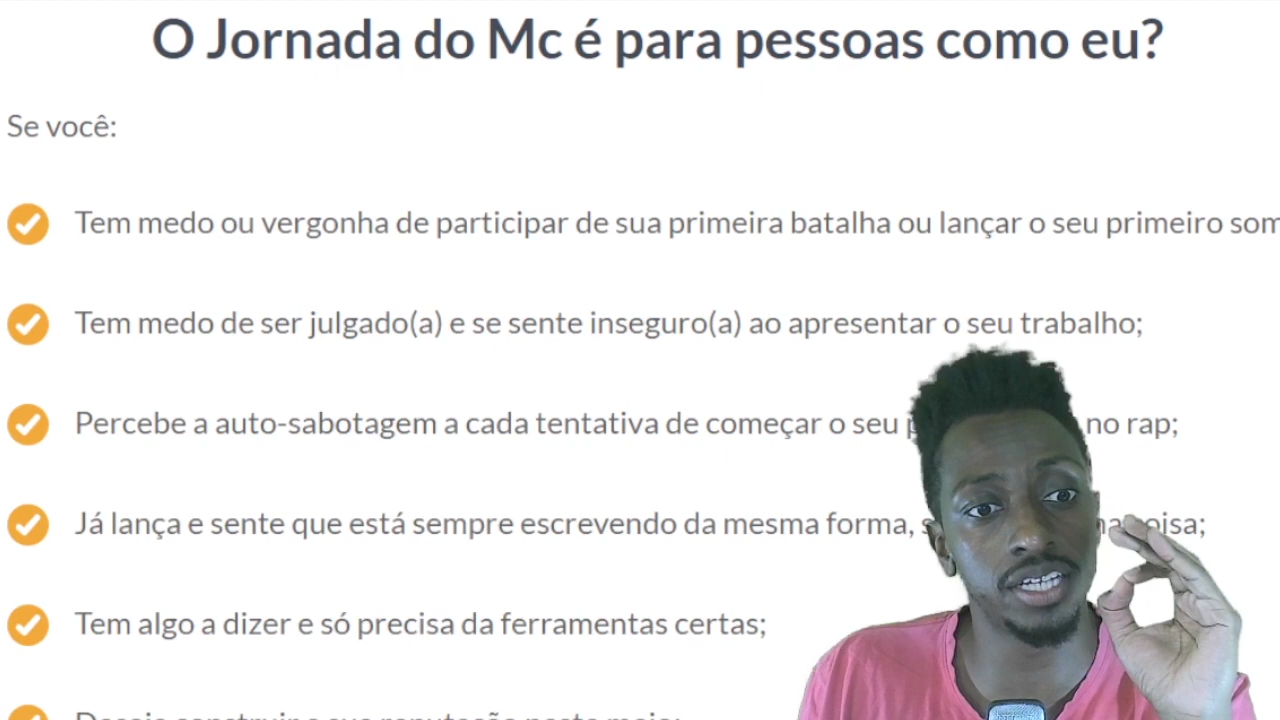 O Jornada do Mc é para pessoas como eu?
Se você:
Tem medo ou vergonha de participar de sua primeira batalha ou lançar o seu primeiro som
Tem medo de ser julgado(a) e se sente inseguro(a) ao apresentar o seu trabalho;
Percebe a auto-sabotagem a cada tentativa de começar o seu no rap;
Já lança e sente que está sempre escrevendo da mesma forma,
Tem algo a dizer e só precisa da ferramentas certas;